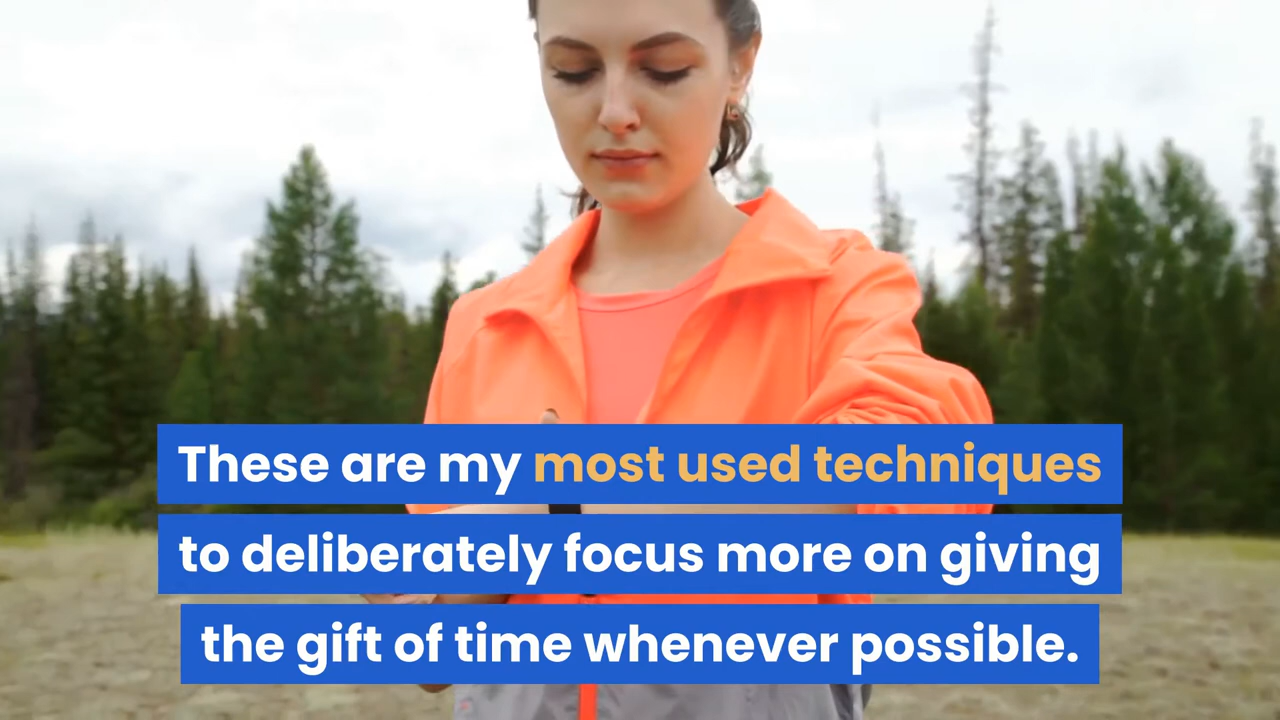 These are my most used techniques
to deliberately focus more on giving
the gift of time whenever possible.